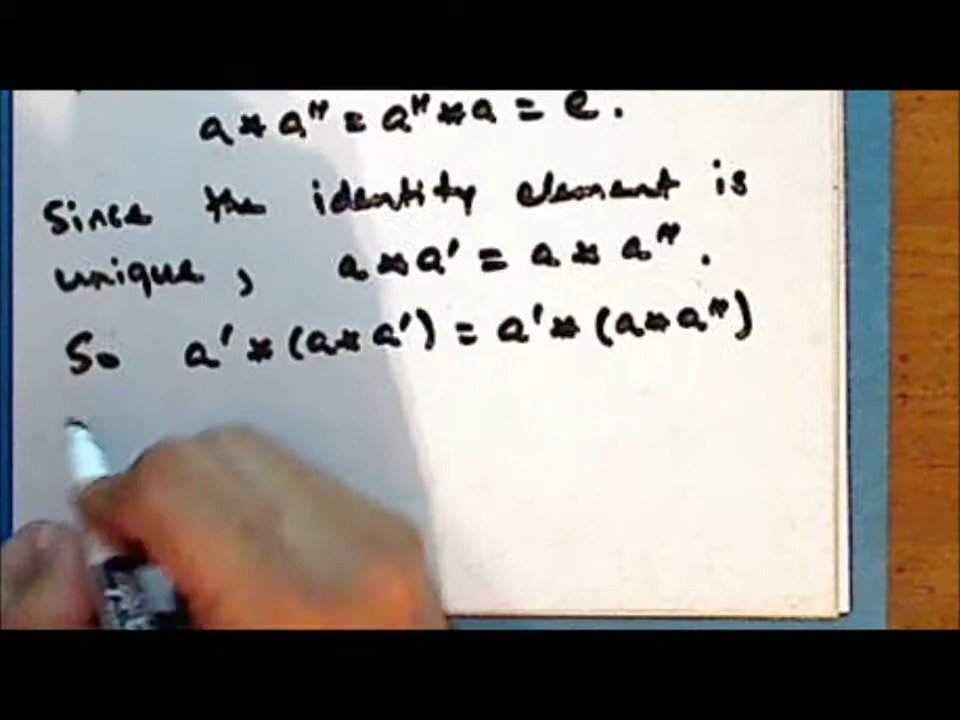 a * a" = a" * a = e.
Since the identity element is
unique, a * a' = a * a".
So a' * (a * a') = a' * (a * a")